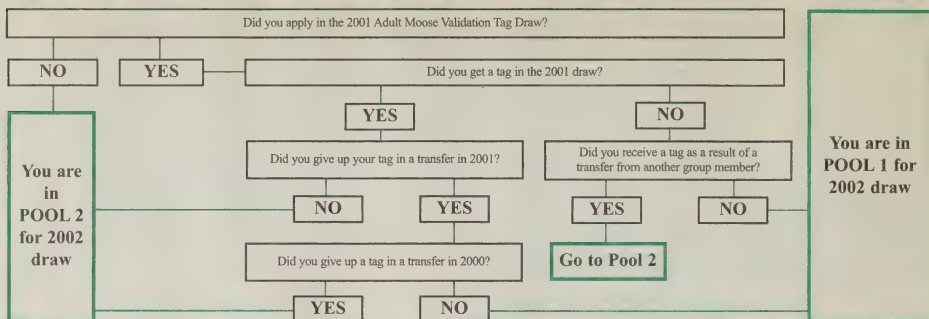 Did you apply in the 2001 Adult Moose Validation Tag Draw?
NO
YES
Did you get a tag in the 2001 draw?
YES
NO
Did you give up your tag in a transfer in 2001?
Did you receive a tag as a result of a
transfer from another group member?
NO
YES
YES
NO
Go to Pool 2
Did you give up a tag in a transfer in 2000?
YES
NO
You are
in
POOL 2
for 2002
draw
You are in
POOL 1 for
2002 draw